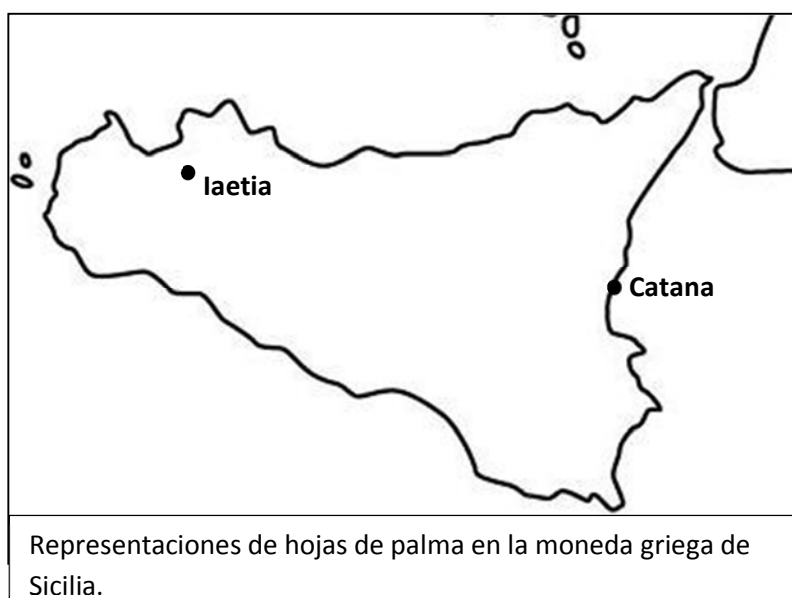 Iaetia
Catana
Representaciones de hojas de palma en la moneda griega de
Sicilia.